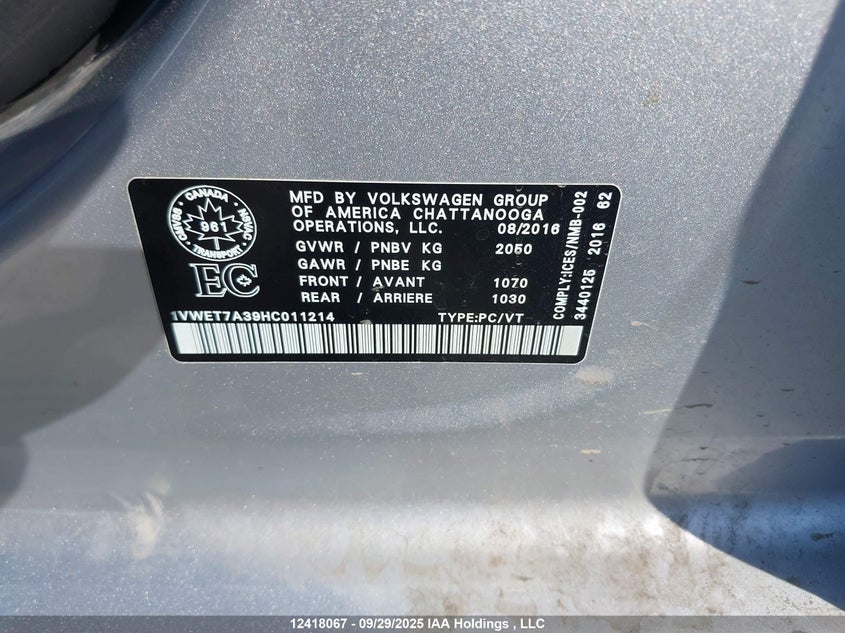 CANADA
CMVSS
NSVAC
961
TRANSPORT
EC
MFD BY VOLKSWAGEN GROUP
OF AMERICA CHATTANOOGA
OPERATIONS, LLC. 08/2016
GVWR / PNBV KG 2050
GAWR / PNBE KG
FRONT / AVANT 1070
REAR / ARRIERE 1030
1VWET7A39HC011214 TYPE:PC/VT
COMPLY:ICES/NMB-002
3440125 2016 62
12418067 - 09/29/2025 IAA Holdings , LLC